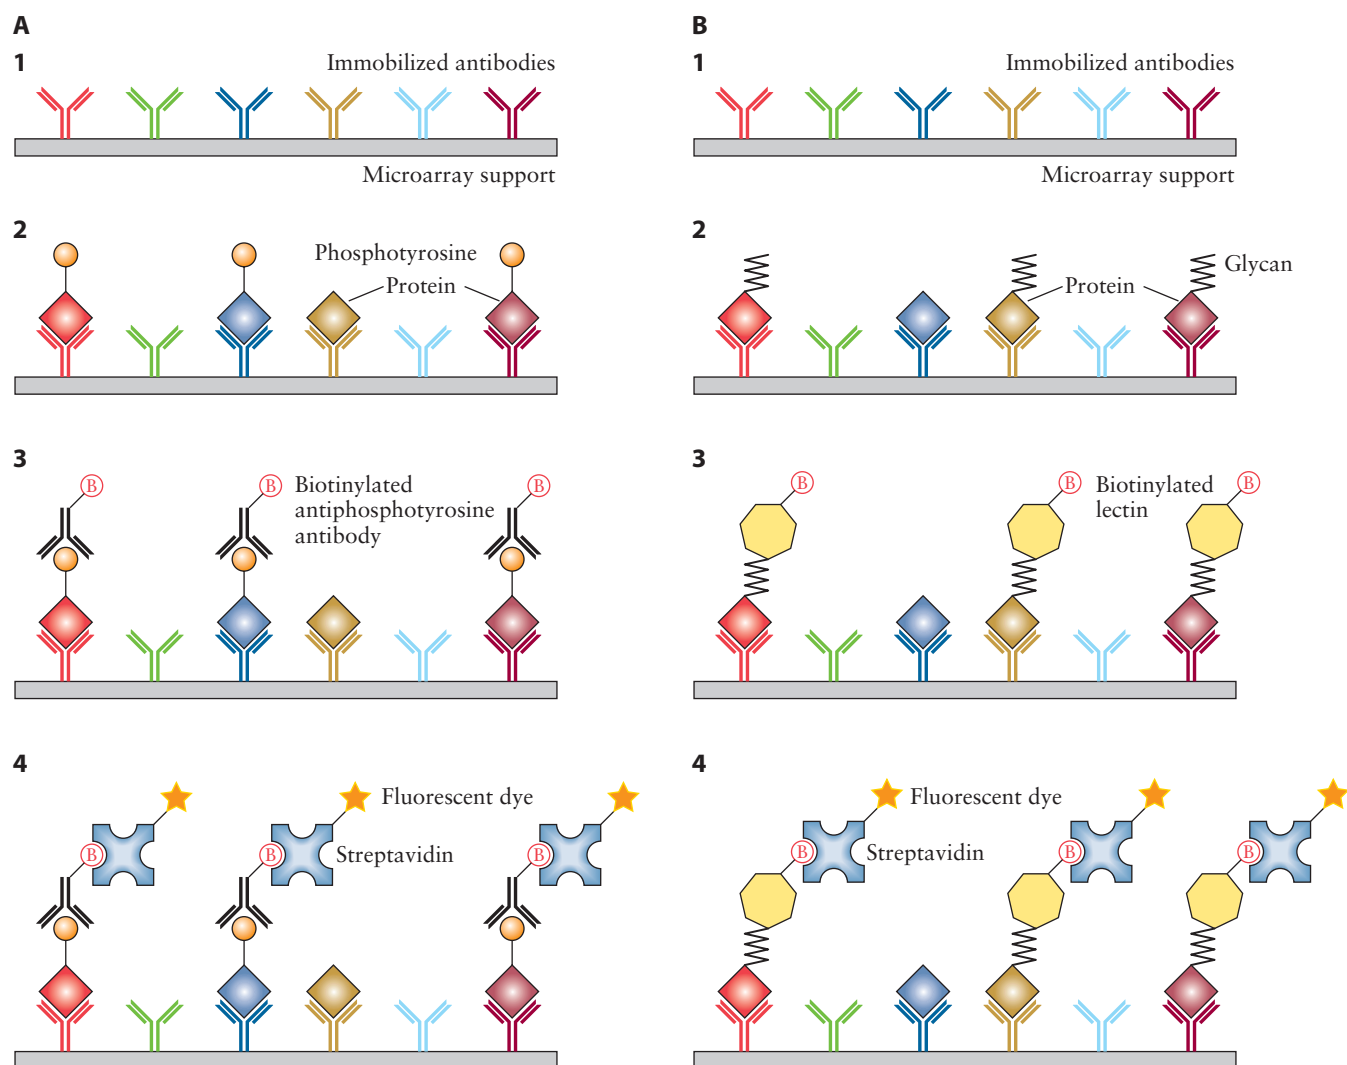 A
1
Immobilized antibodies
Microarray support
2
Phosphotyrosine
Protein
3
B
B
B
Biotinylated
antiphosphotyrosine
antibody
4
Fluorescent dye
B
B
B
Streptavidin
B
1
Immobilized antibodies
Microarray support
2
Glycan
Protein
3
B
B
B
Biotinylated
lectin
4
Fluorescent dye
B
B
B
Streptavidin